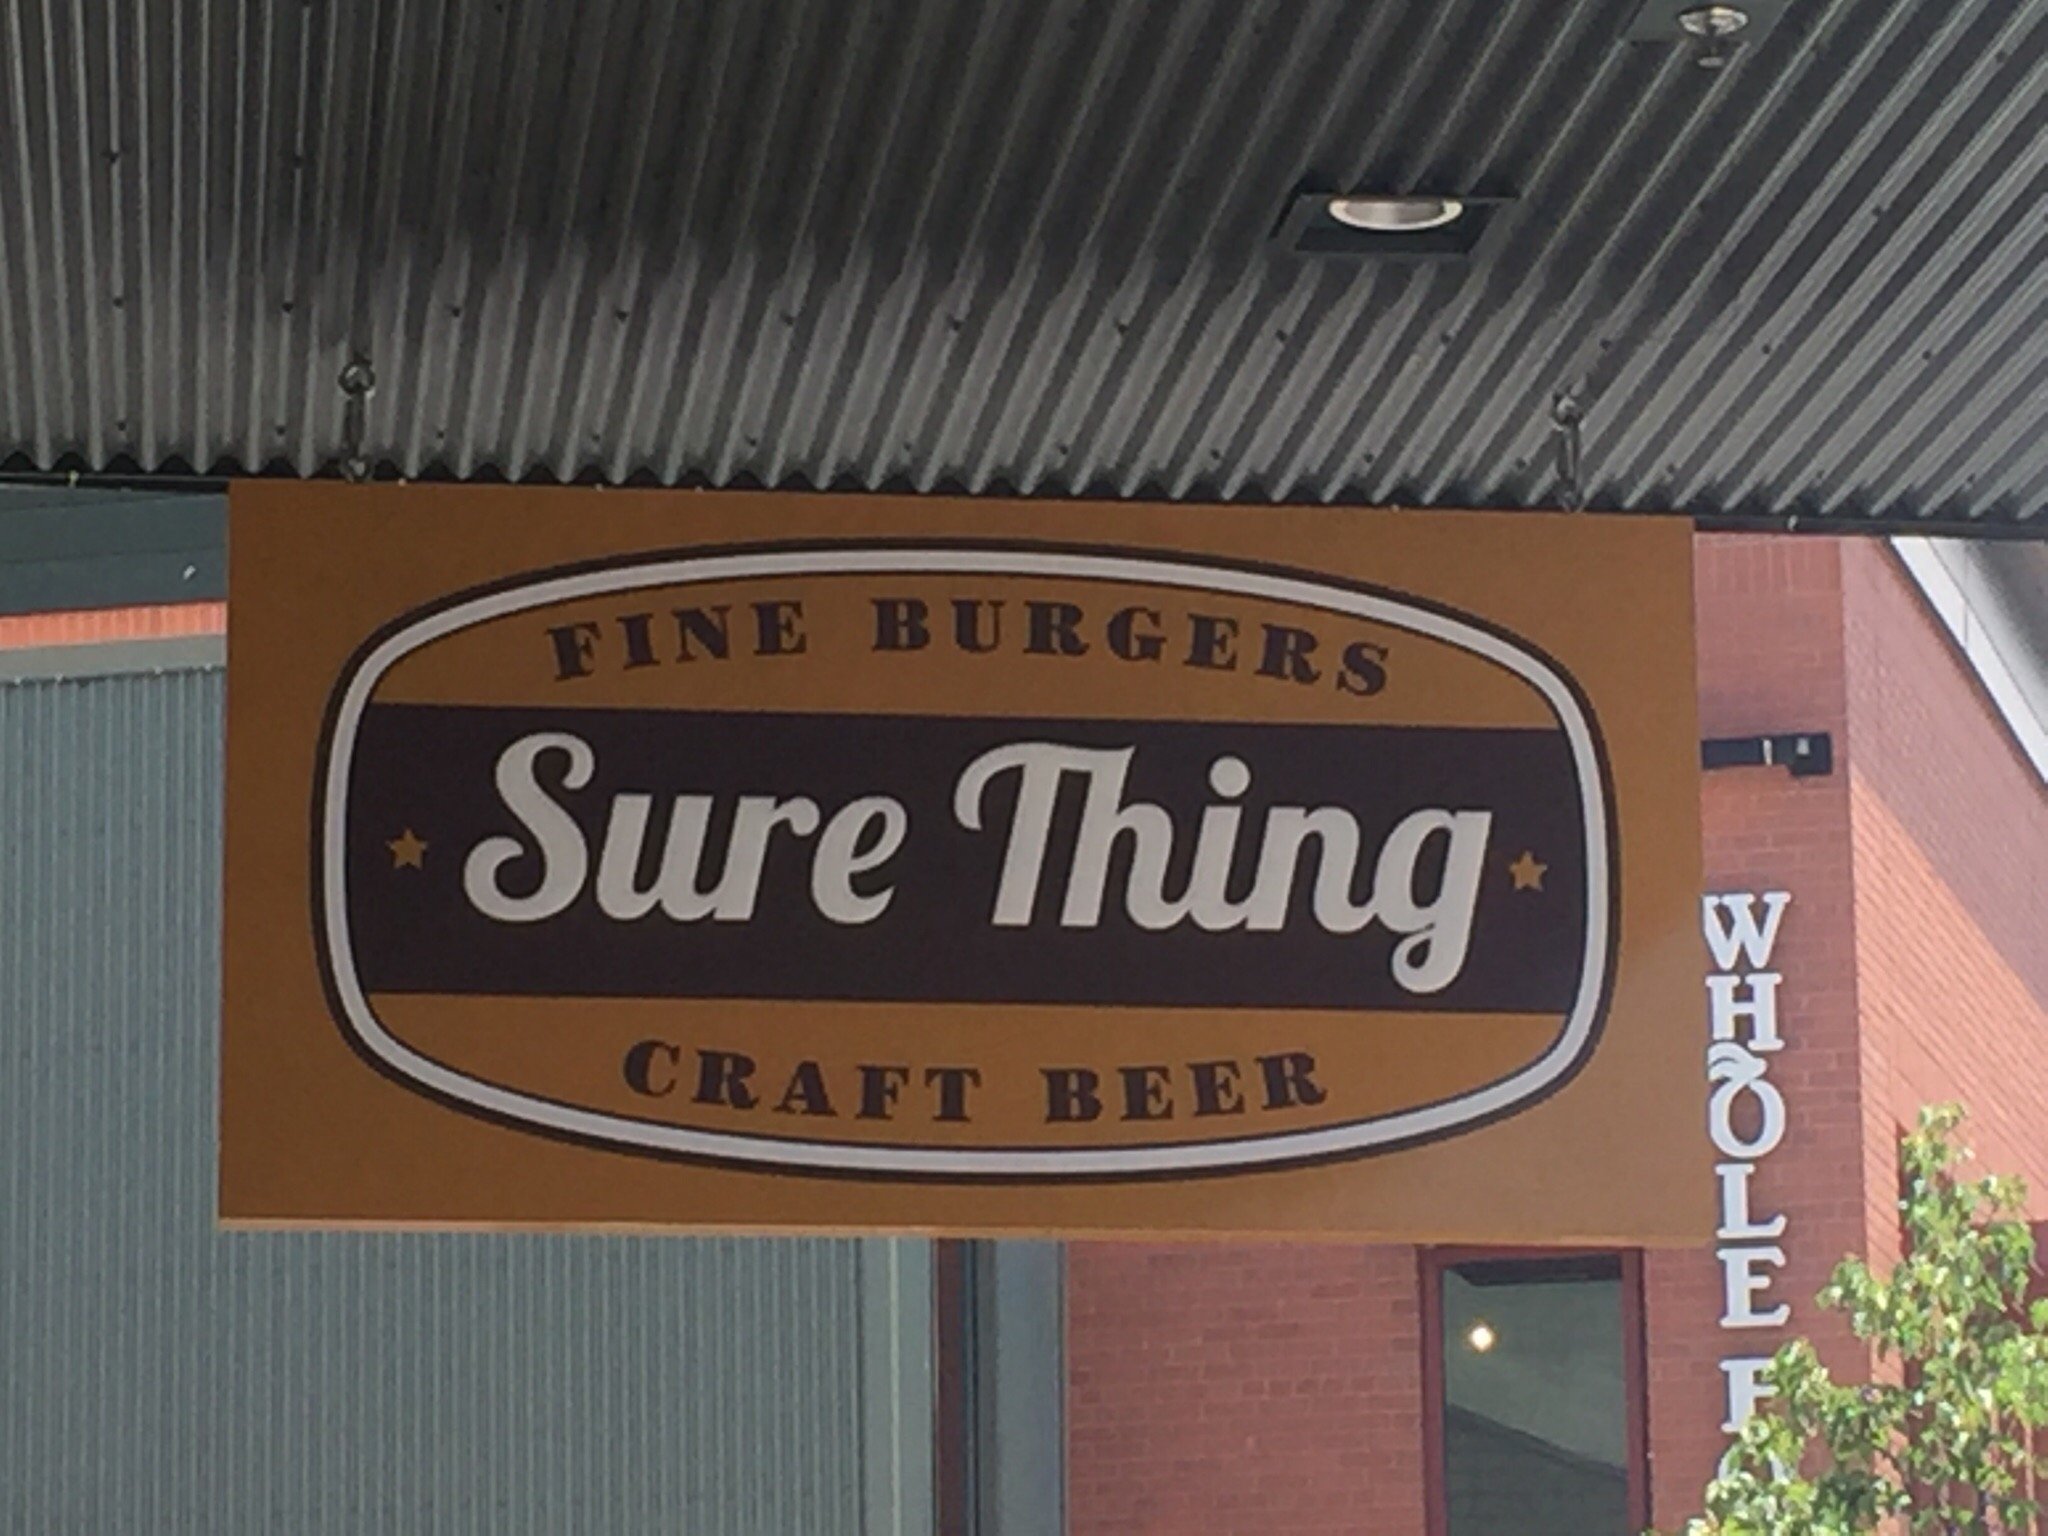 FINE BURGERS
Sure Thing
CRAFT BEER
WHOLE